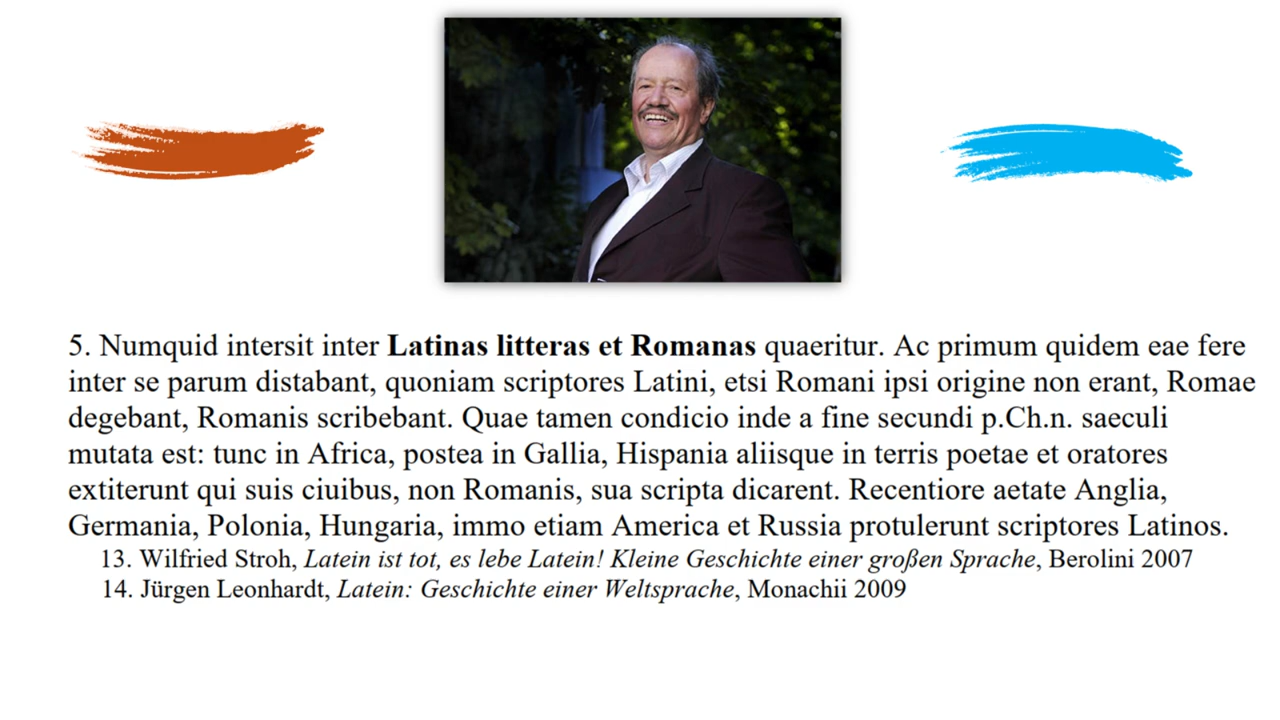 5. Numquid intersit inter Latinas litteras et Romanas quaeritur. Ac primum quidem eae fere
inter se parum distabant, quoniam scriptores Latini, etsi Romani ipsi origine non erant, Romae
degebant, Romanis scribebant. Quae tamen condicio inde a fine secundi p.Ch.n. saeculi
mutata est: tunc in Africa, postea in Gallia, Hispania aliisque in terris poetae et oratores
extiterunt qui suis ciuibus, non Romanis, sua scripta dicarent. Recentiore aetate Anglia,
Germania, Polonia, Hungaria, immo etiam America et Russia protulerunt scriptores Latinos.
13. Wilfried Stroh, Latein ist tot, es lebe Latein! Kleine Geschichte einer großen Sprache, Berolini 2007
14. Jürgen Leonhardt, Latein: Geschichte einer Weltsprache, Monachii 2009